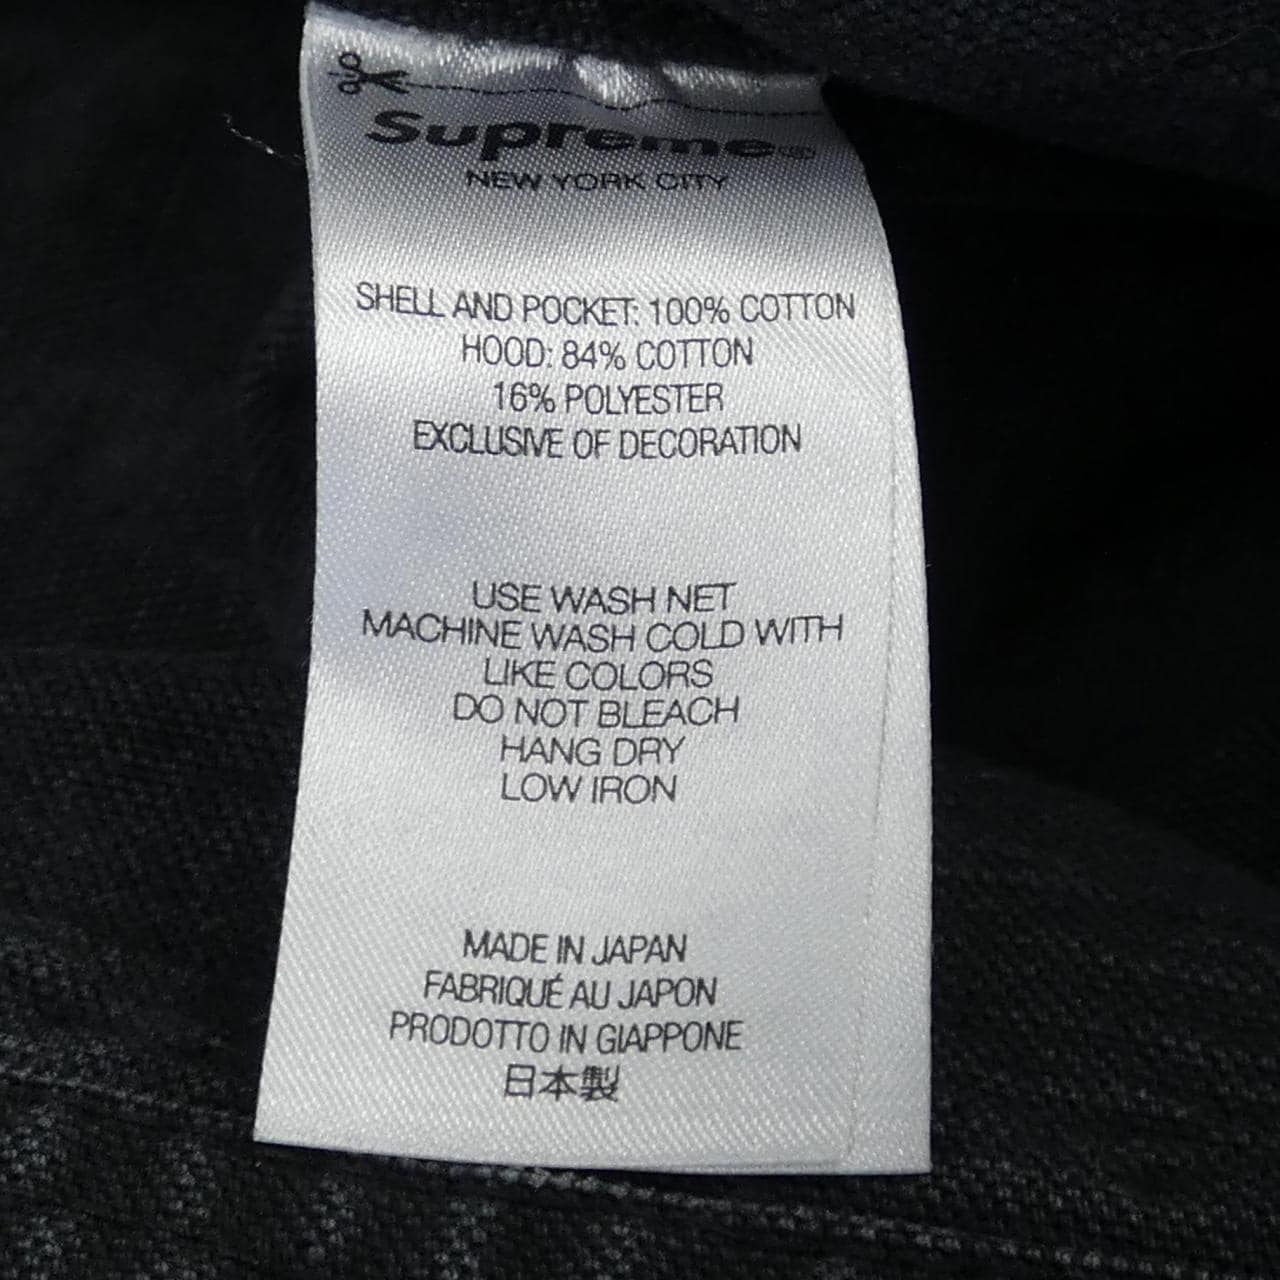 Supreme®
NEW YORK CITY
SHELL AND POCKET: 100% COTTON
HOOD: 84% COTTON
16% POLYESTER
EXCLUSIVE OF DECORATION
USE WASH NET
MACHINE WASH COLD WITH
LIKE COLORS
DO NOT BLEACH
HANG DRY
LOW IRON
MADE IN JAPAN
FABRIQUÉ AU JAPON
PRODOTTO IN GIAPPONE
日本製